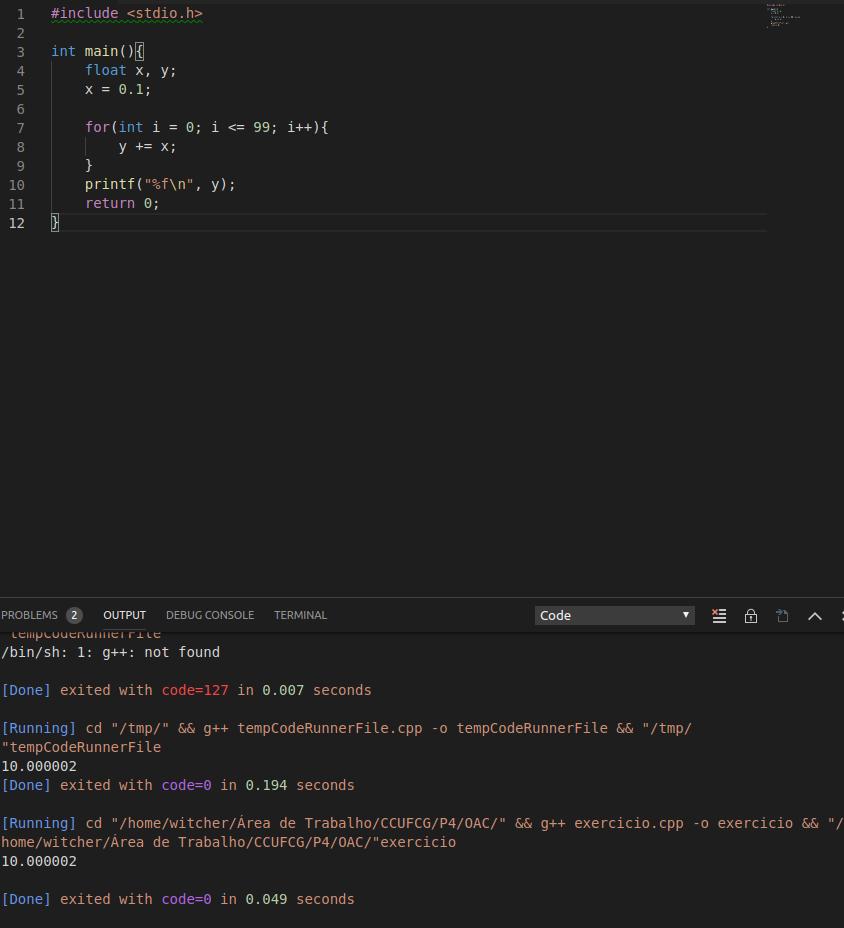 1 #include <stdio.h>
2
3 int main(){
4 float x, y;
5 x = 0.1;
6
7 for(int i = 0; i <= 99; i++){
8 y += x;
9 }
10 printf("%f\n", y);
11 return 0;
12 }
PROBLEMS 2 OUTPUT DEBUG CONSOLE TERMINAL Code
tempCodeRunnerFile
/bin/sh: 1: g++: not found
[Done] exited with code=127 in 0.007 seconds
[Running] cd "/tmp/" && g++ tempCodeRunnerFile.cpp -o tempCodeRunnerFile && "/tmp/
"tempCodeRunnerFile
10.000002
[Done] exited with code=0 in 0.194 seconds
[Running] cd "/home/witcher/Área de Trabalho/CCUFCG/P4/OAC/" && g++ exercicio.cpp -o exercicio && "/
home/witcher/Área de Trabalho/CCUFCG/P4/OAC/"exercicio
10.000002
[Done] exited with code=0 in 0.049 seconds